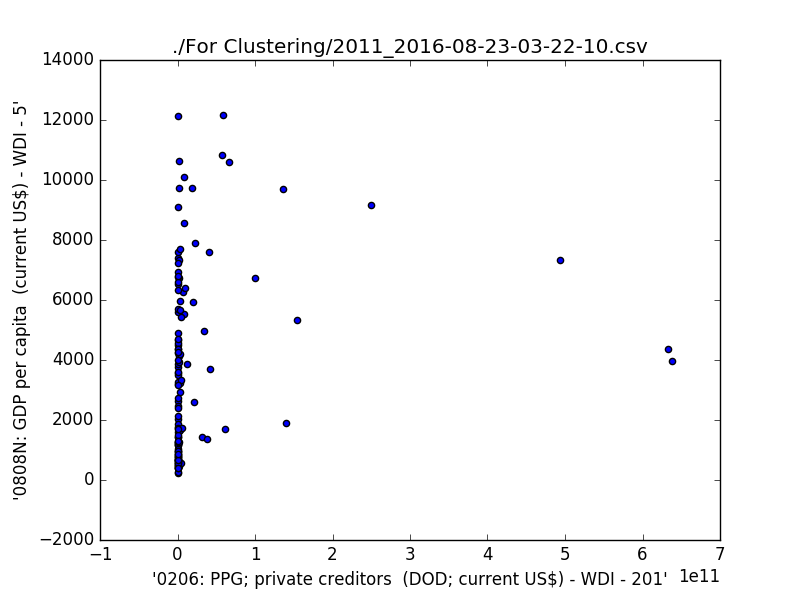 ./For Clustering/2011_2016-08-23-03-22-10.csv
14000
12000
10000
8000
6000
4000
2000
0
−2000
'0808N: GDP per capita  (current US$) - WDI - 5'
−1 0 1 2 3 4 5 6 7
1e11
'0206: PPG; private creditors  (DOD; current US$) - WDI - 201'